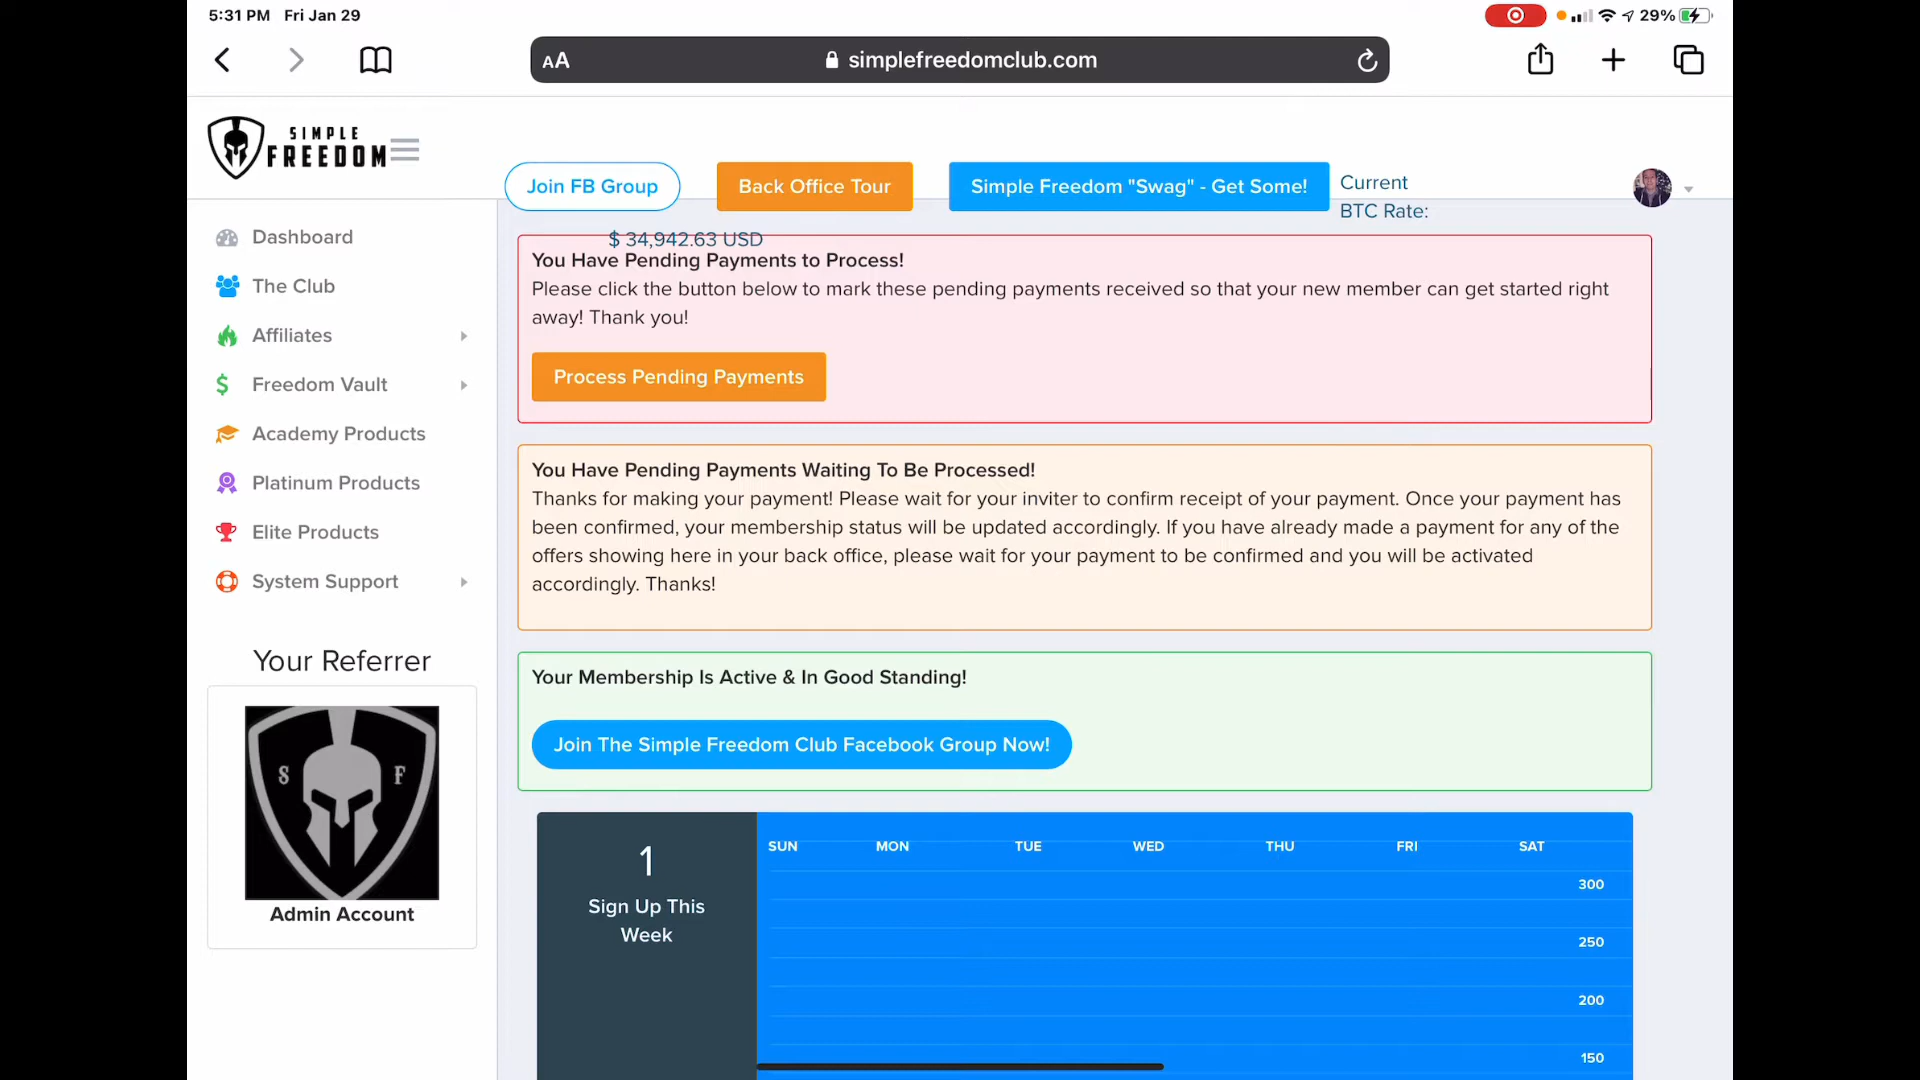 5:31 PM Fri Jan 29
29%
AA simplefreedomclub.com
SIMPLE
FREEDOM
Join FB Group
Back Office Tour
Simple Freedom "Swag" - Get Some!
Current
BTC Rate:
$ 34,942.63 USD
Dashboard
The Club
Affiliates
Freedom Vault
Academy Products
Platinum Products
Elite Products
System Support
Your Referrer
S F
Admin Account
You Have Pending Payments to Process!
Please click the button below to mark these pending payments received so that your new member can get started right
away! Thank you!
Process Pending Payments
You Have Pending Payments Waiting To Be Processed!
Thanks for making your payment! Please wait for your inviter to confirm receipt of your payment. Once your payment has
been confirmed, your membership status will be updated accordingly. If you have already made a payment for any of the
offers showing here in your back office, please wait for your payment to be confirmed and you will be activated
accordingly. Thanks!
Your Membership Is Active & In Good Standing!
Join The Simple Freedom Club Facebook Group Now!
1
Sign Up This
Week
SUN MON TUE WED THU FRI SAT
300
250
200
150